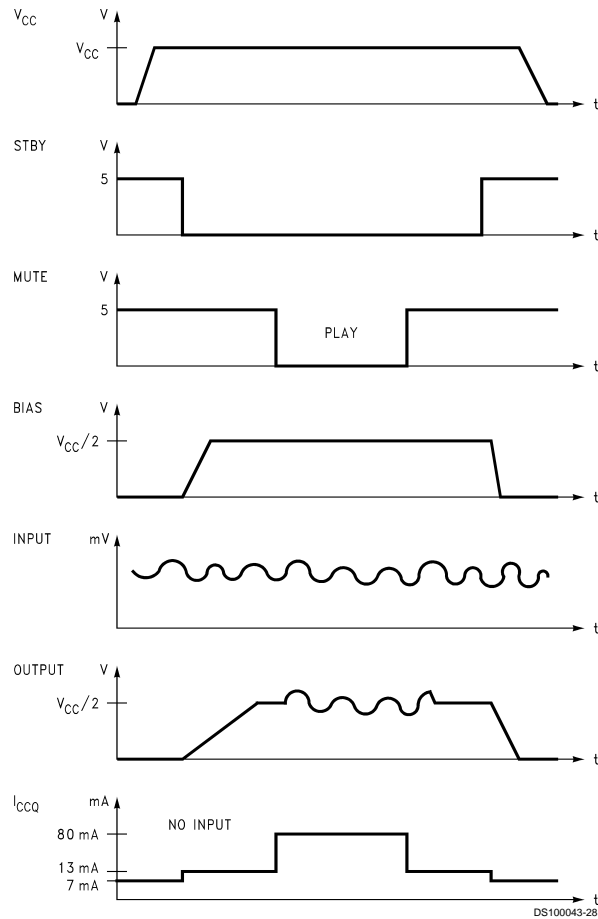 VCC V
VCC
t
STBY V
5
t
MUTE V
5
PLAY
t
BIAS V
VCC/2
t
INPUT mV
t
OUTPUT V
VCC/2
t
ICCQ mA
NO INPUT
80 mA
13 mA
7 mA
t
DS100043-28